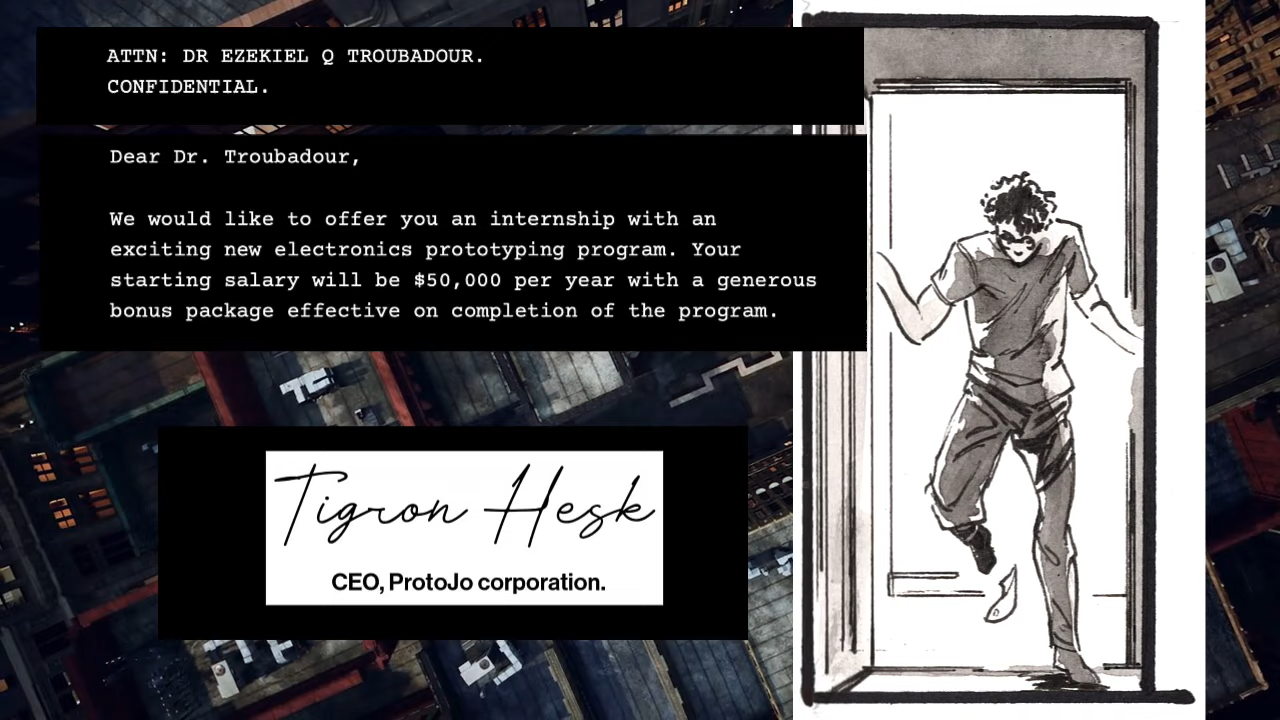 ATTN: DR EZEKIEL Q TROUBADOUR.
CONFIDENTIAL.
Dear Dr. Troubadour,
We would like to offer you an internship with an
exciting new electronics prototyping program. Your
starting salary will be $50,000 per year with a generous
bonus package effective on completion of the program.
Tigron Hesk
CEO, ProtoJo corporation.